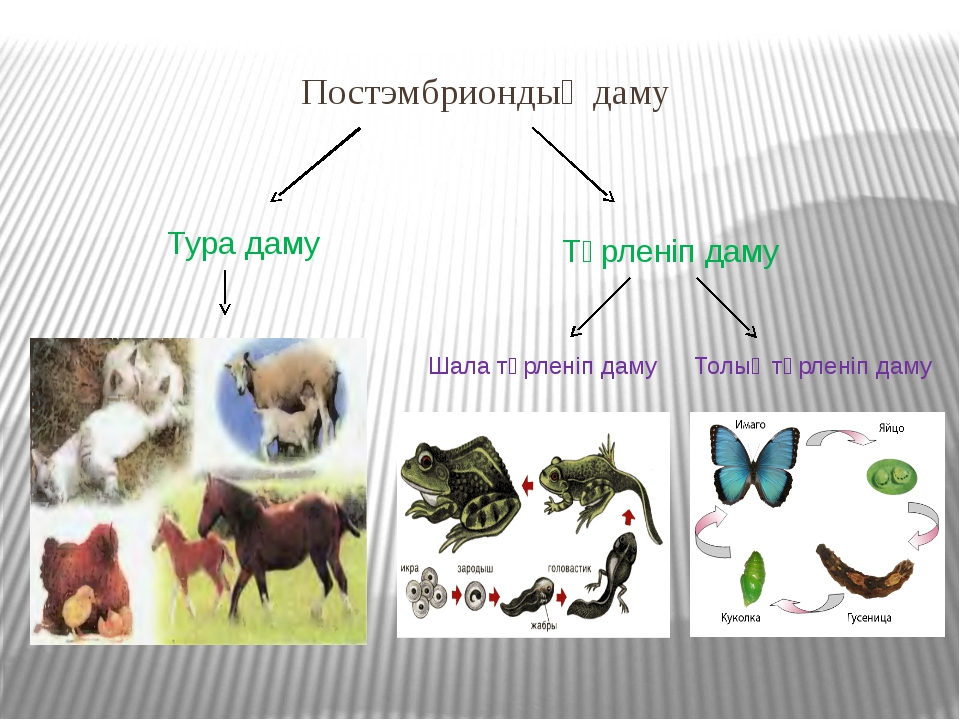 Постэмбриондық даму
Тура даму
Түрленіп даму
Шала түрленіп даму
Толық түрленіп даму
икра
зародыш
головастик
жабры
Имаго
Яйцо
Куколка
Гусеница